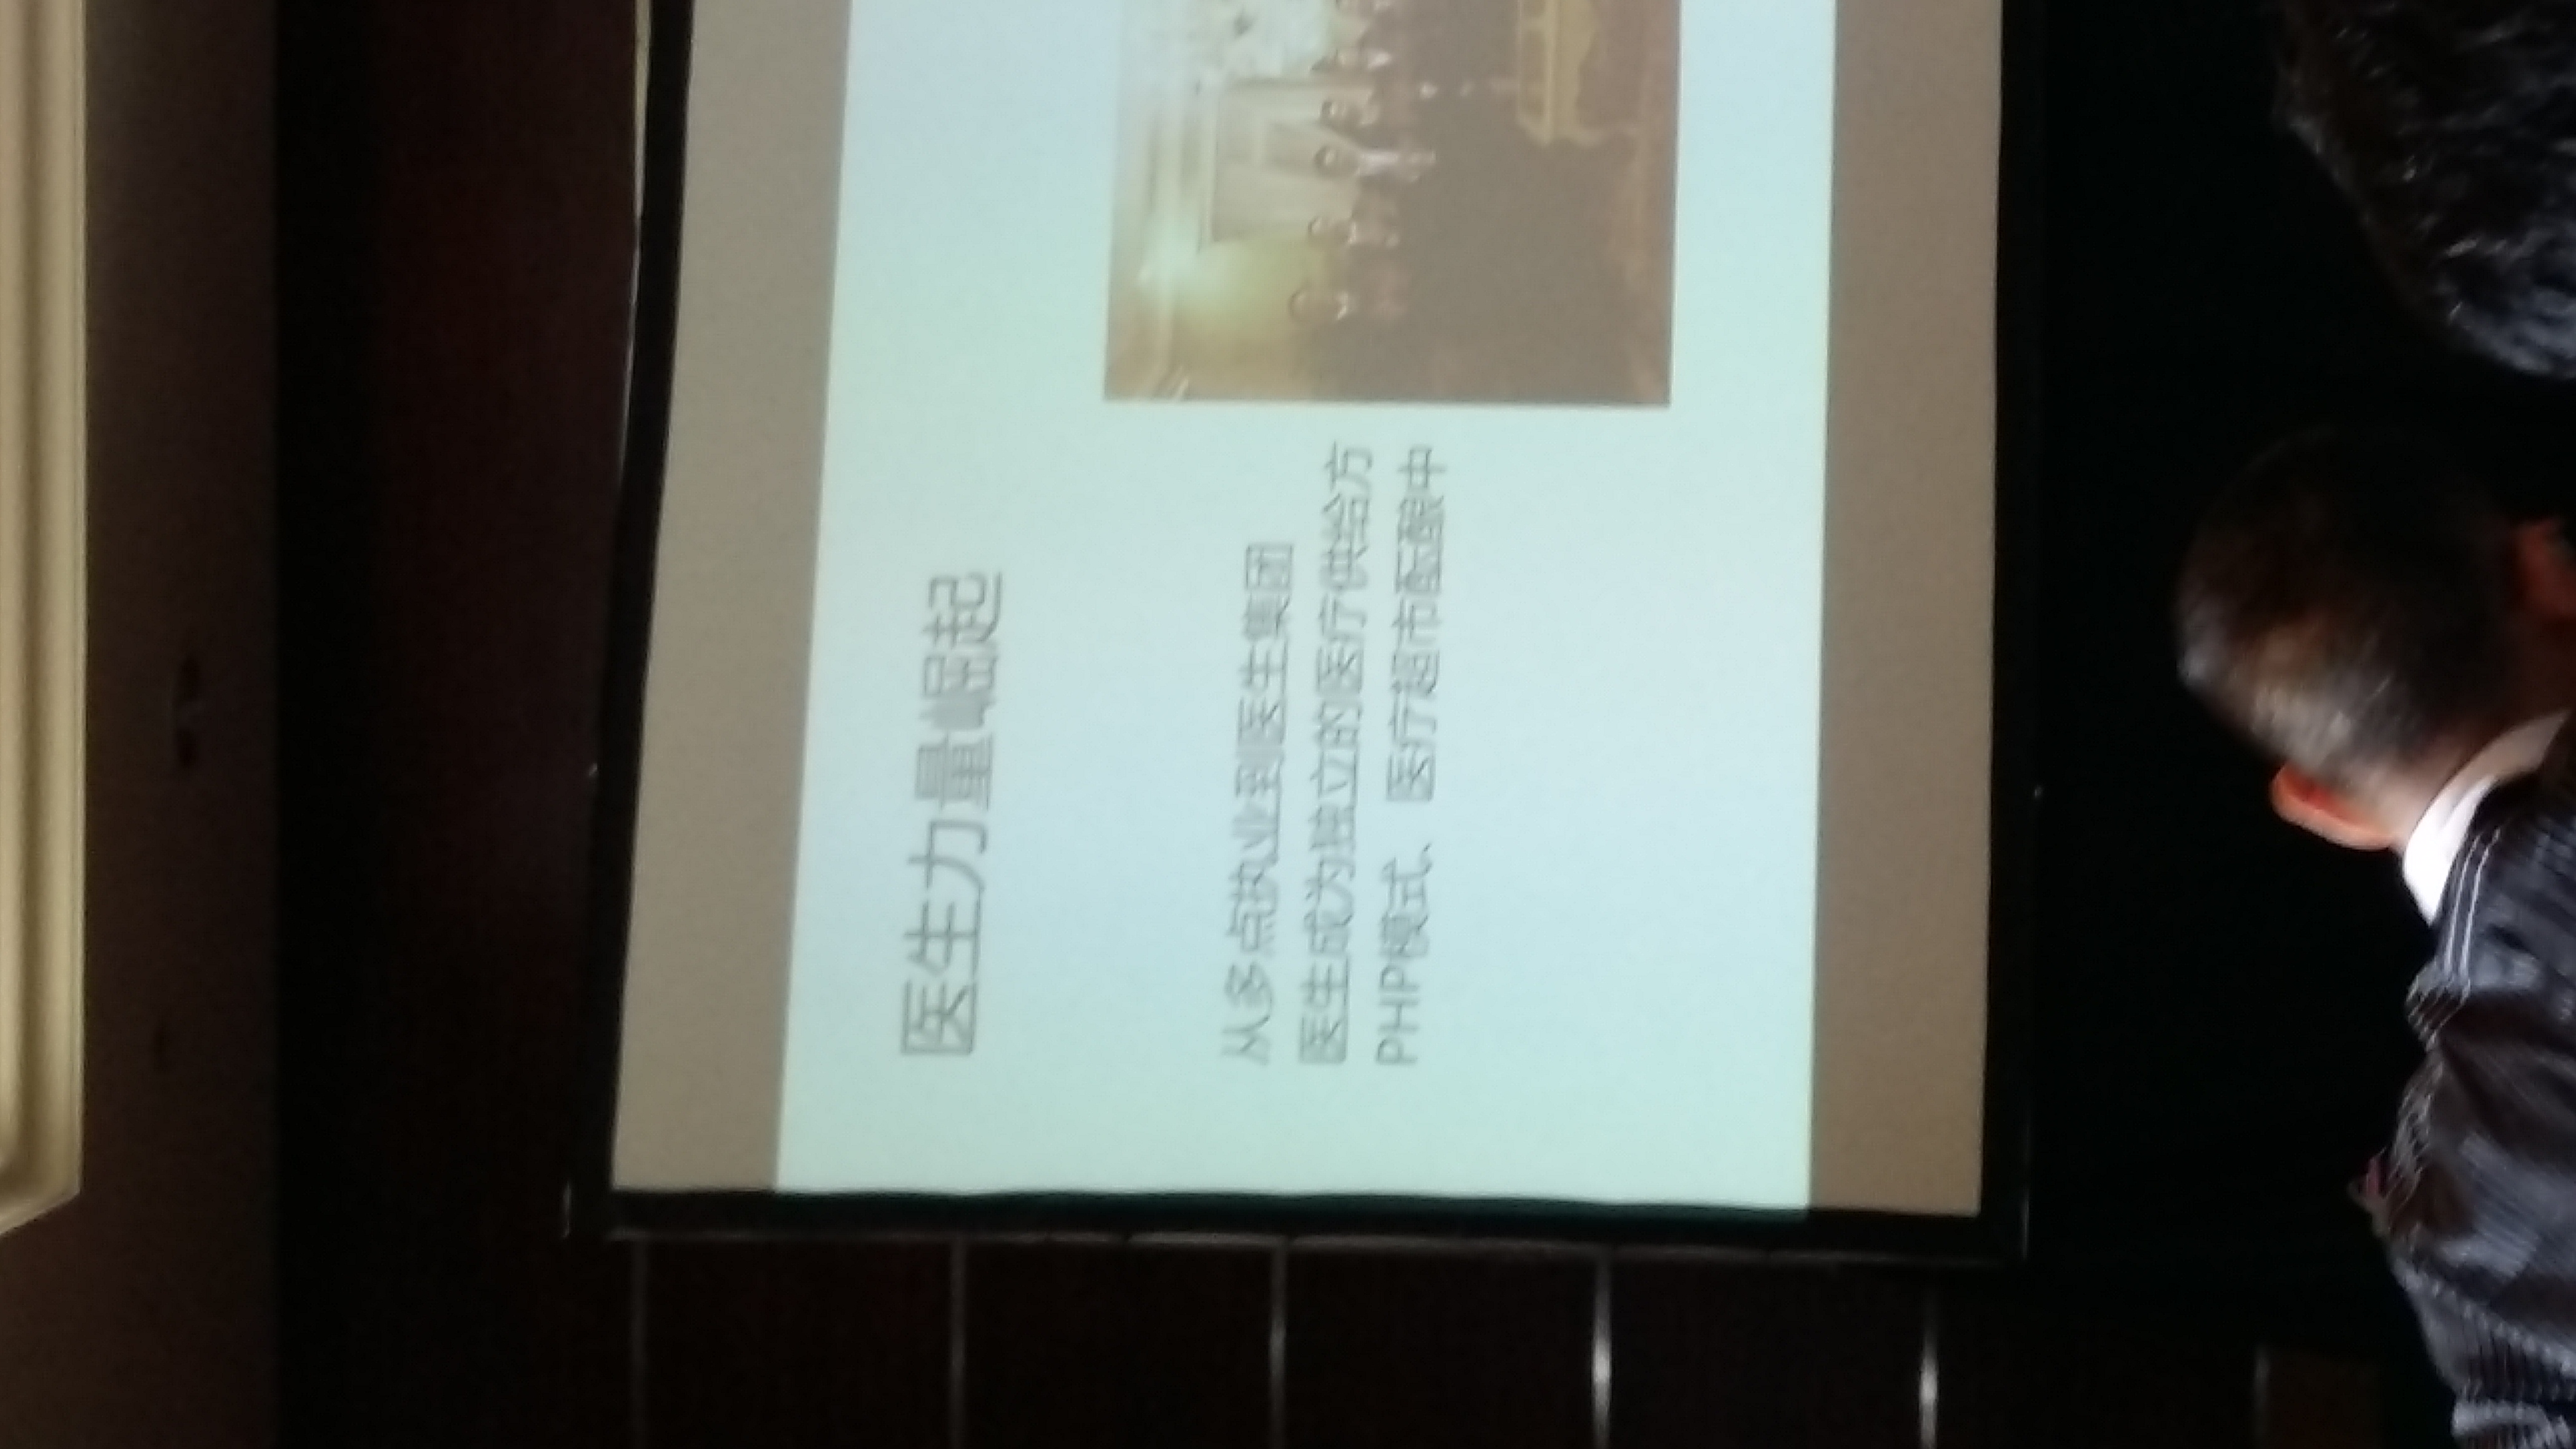 医生力量崛起
从多点执业到医生集团
医生成为独立的医疗供给方
PHP模式、医疗超市酝酿中